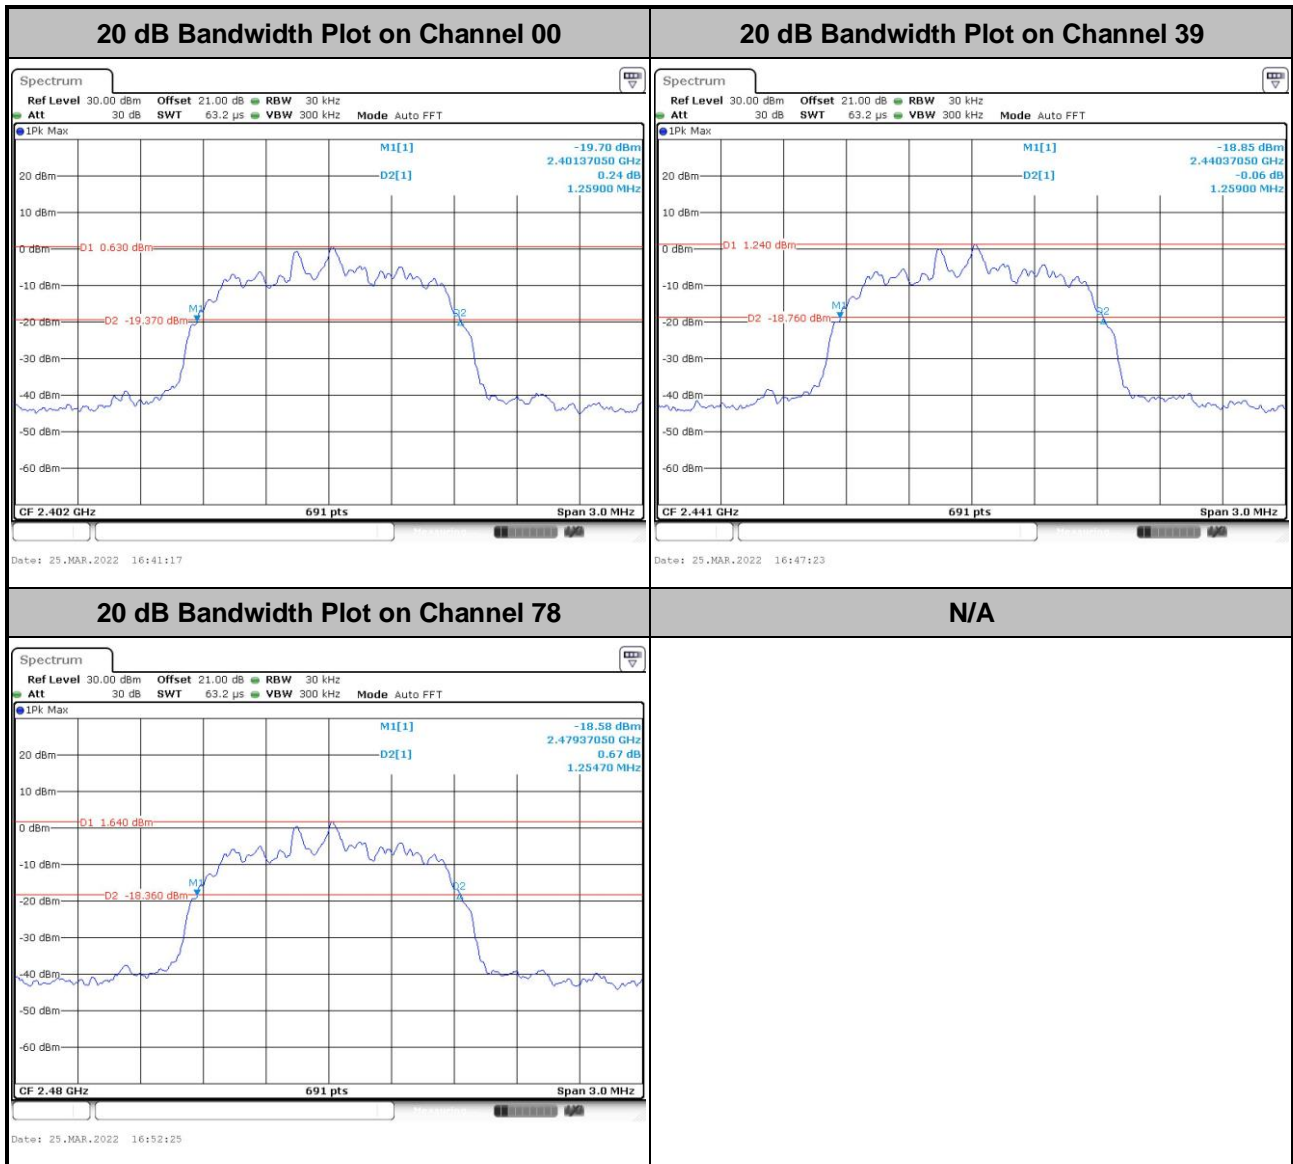 20 dB Bandwidth Plot on Channel 00
20 dB Bandwidth Plot on Channel 39
Spectrum
Ref Level 30.00 dBm Offset 21.00 dB RBW 30 kHz
Att 30 dB SWT 63.2 µs VBW 300 kHz Mode Auto FFT
1Pk Max
M1[1] -19.70 dBm
2.40137050 GHz
20 dBm D2[1] 0.24 dB
1.25900 MHz
10 dBm
0 dBm D1 0.630 dBm
-10 dBm
M1
D2
-20 dBm D2 -19.370 dBm
-30 dBm
-40 dBm
-50 dBm
-60 dBm
CF 2.402 GHz 691 pts Span 3.0 MHz
Date: 25.MAR.2022 16:41:17
Spectrum
Ref Level 30.00 dBm Offset 21.00 dB RBW 30 kHz
Att 30 dB SWT 63.2 µs VBW 300 kHz Mode Auto FFT
1Pk Max
M1[1] -18.85 dBm
2.44037050 GHz
20 dBm D2[1] -0.06 dB
1.25900 MHz
10 dBm
0 dBm D1 1.240 dBm
-10 dBm
M1
D2
-20 dBm D2 -18.760 dBm
-30 dBm
-40 dBm
-50 dBm
-60 dBm
CF 2.441 GHz 691 pts Span 3.0 MHz
Date: 25.MAR.2022 16:47:23
20 dB Bandwidth Plot on Channel 78
N/A
Spectrum
Ref Level 30.00 dBm Offset 21.00 dB RBW 30 kHz
Att 30 dB SWT 63.2 µs VBW 300 kHz Mode Auto FFT
1Pk Max
M1[1] -18.58 dBm
2.47937050 GHz
20 dBm D2[1] 0.67 dB
1.25470 MHz
10 dBm
0 dBm D1 1.640 dBm
-10 dBm
M1
D2
-20 dBm D2 -18.360 dBm
-30 dBm
-40 dBm
-50 dBm
-60 dBm
CF 2.48 GHz 691 pts Span 3.0 MHz
Date: 25.MAR.2022 16:52:25